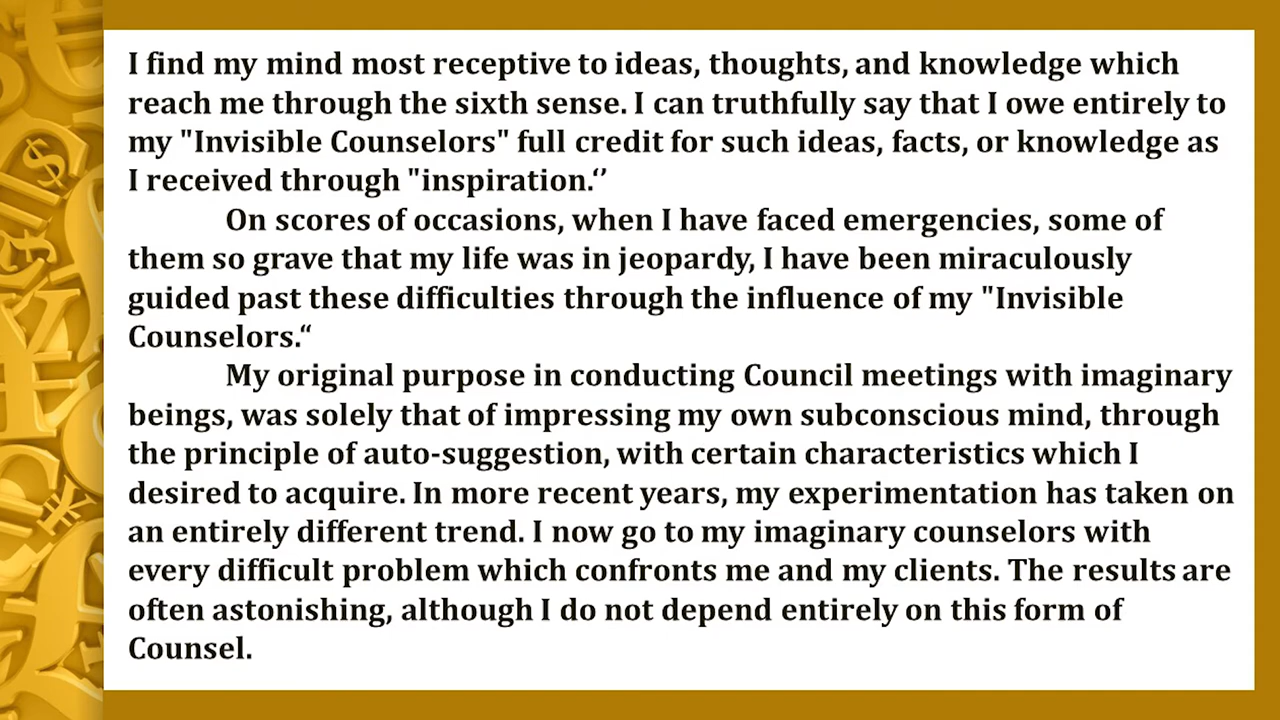 I find my mind most receptive to ideas, thoughts, and knowledge which
reach me through the sixth sense. I can truthfully say that I owe entirely to
my "Invisible Counselors" full credit for such ideas, facts, or knowledge as
I received through "inspiration.‘’
On scores of occasions, when I have faced emergencies, some of
them so grave that my life was in jeopardy, I have been miraculously
guided past these difficulties through the influence of my "Invisible
Counselors.“
My original purpose in conducting Council meetings with imaginary
beings, was solely that of impressing my own subconscious mind, through
the principle of auto-suggestion, with certain characteristics which I
desired to acquire. In more recent years, my experimentation has taken on
an entirely different trend. I now go to my imaginary counselors with
every difficult problem which confronts me and my clients. The results are
often astonishing, although I do not depend entirely on this form of
Counsel.